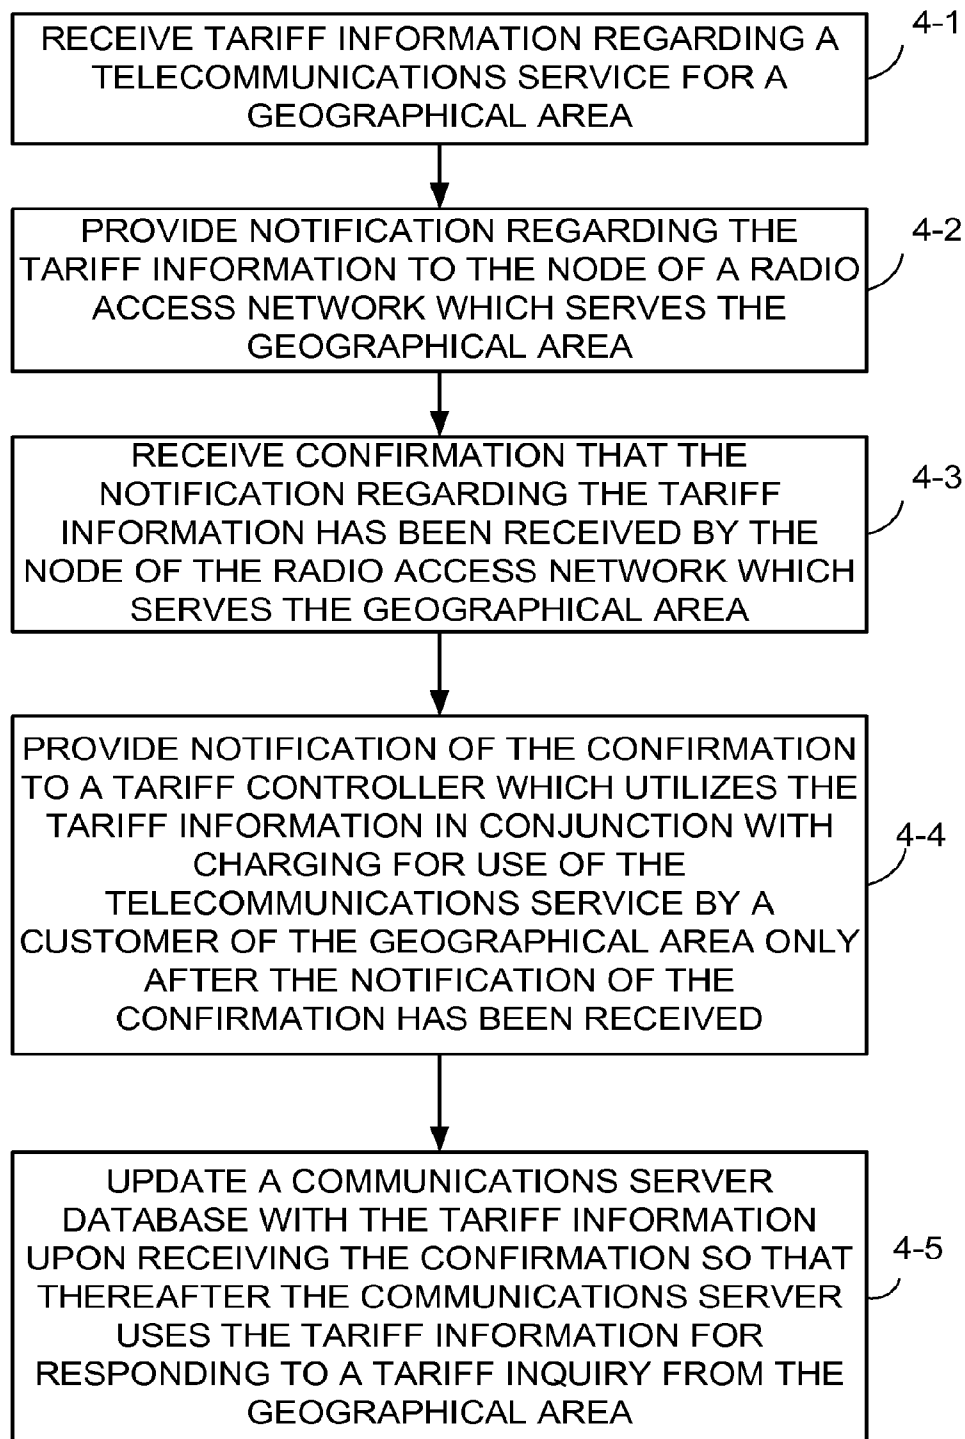 RECEIVE TARIFF INFORMATION REGARDING A
TELECOMMUNICATIONS SERVICE FOR A
GEOGRAPHICAL AREA
4-1
PROVIDE NOTIFICATION REGARDING THE
TARIFF INFORMATION TO THE NODE OF A RADIO
ACCESS NETWORK WHICH SERVES THE
GEOGRAPHICAL AREA
4-2
RECEIVE CONFIRMATION THAT THE
NOTIFICATION REGARDING THE TARIFF
INFORMATION HAS BEEN RECEIVED BY THE
NODE OF THE RADIO ACCESS NETWORK WHICH
SERVES THE GEOGRAPHICAL AREA
4-3
PROVIDE NOTIFICATION OF THE CONFIRMATION
TO A TARIFF CONTROLLER WHICH UTILIZES THE
TARIFF INFORMATION IN CONJUNCTION WITH
CHARGING FOR USE OF THE
TELECOMMUNICATIONS SERVICE BY A
CUSTOMER OF THE GEOGRAPHICAL AREA ONLY
AFTER THE NOTIFICATION OF THE
CONFIRMATION HAS BEEN RECEIVED
4-4
UPDATE A COMMUNICATIONS SERVER
DATABASE WITH THE TARIFF INFORMATION
UPON RECEIVING THE CONFIRMATION SO THAT
THEREAFTER THE COMMUNICATIONS SERVER
USES THE TARIFF INFORMATION FOR
RESPONDING TO A TARIFF INQUIRY FROM THE
GEOGRAPHICAL AREA
4-5